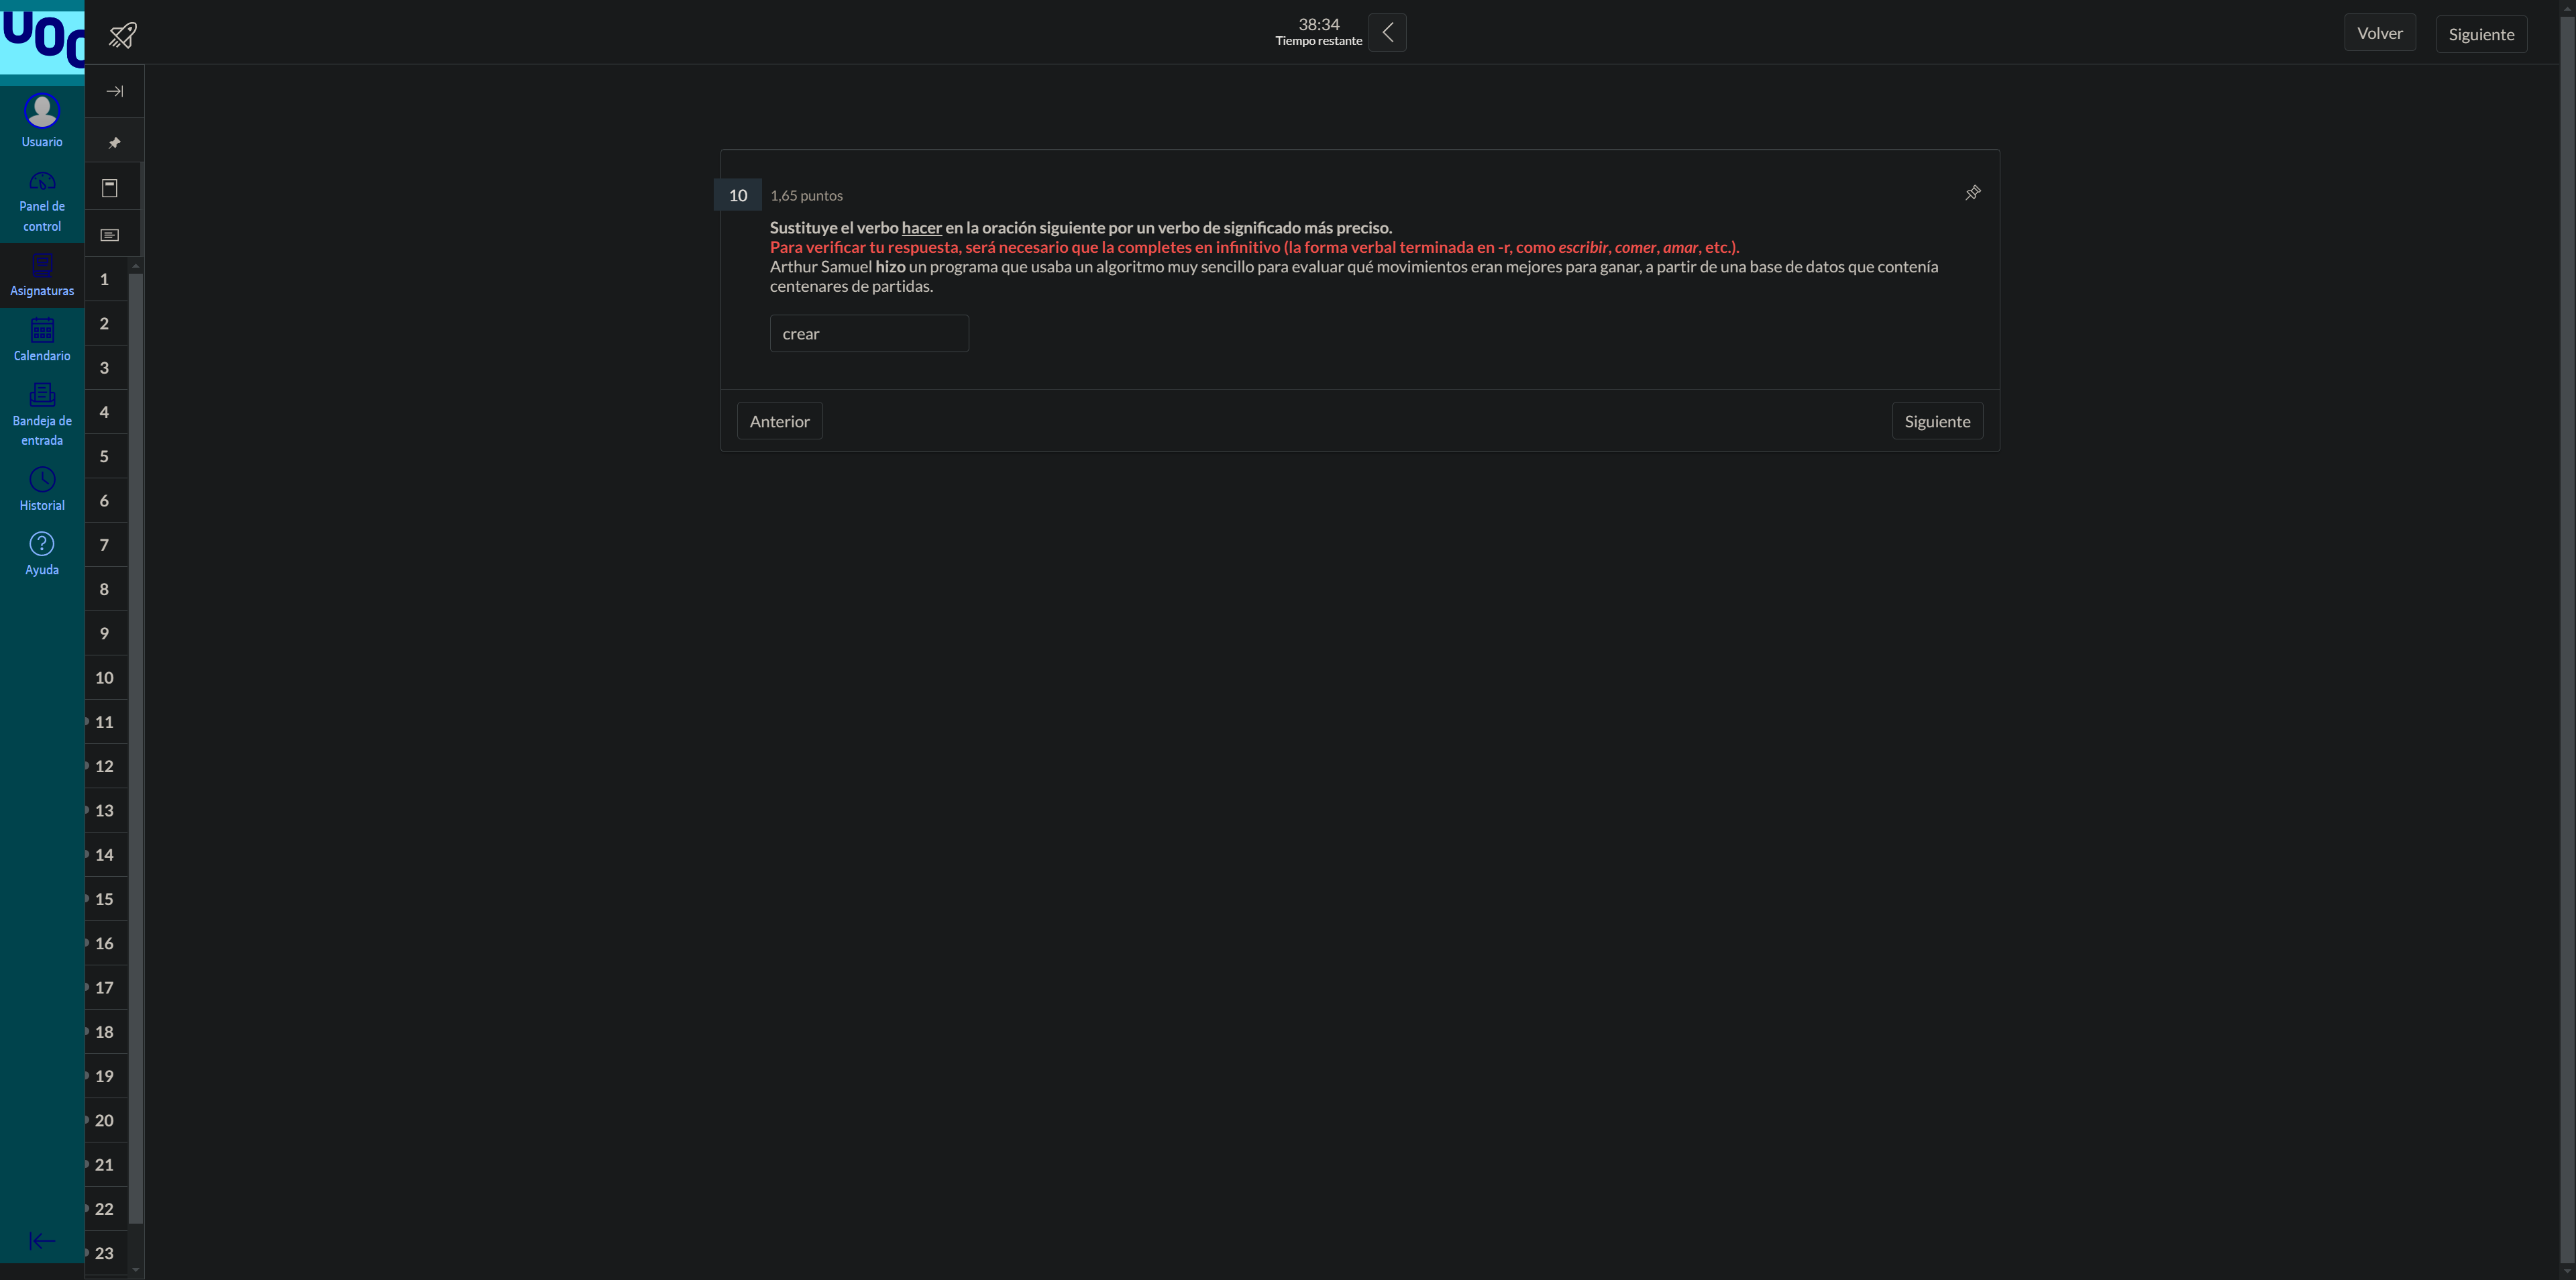 UOC
38:34
Tiempo restante
Volver
Siguiente
Usuario
Panel de
control
Asignaturas
Calendario
Bandeja de
entrada
Historial
Ayuda
1
2
3
4
5
6
7
8
9
10
11
12
13
14
15
16
17
18
19
20
21
22
23
10
1,65 puntos
Sustituye el verbo hacer en la oración siguiente por un verbo de significado más preciso.
Para verificar tu respuesta, será necesario que la completes en infinitivo (la forma verbal terminada en -r, como escribir, comer, amar, etc.).
Arthur Samuel hizo un programa que usaba un algoritmo muy sencillo para evaluar qué movimientos eran mejores para ganar, a partir de una base de datos que contenía
centenares de partidas.
crear
Anterior
Siguiente